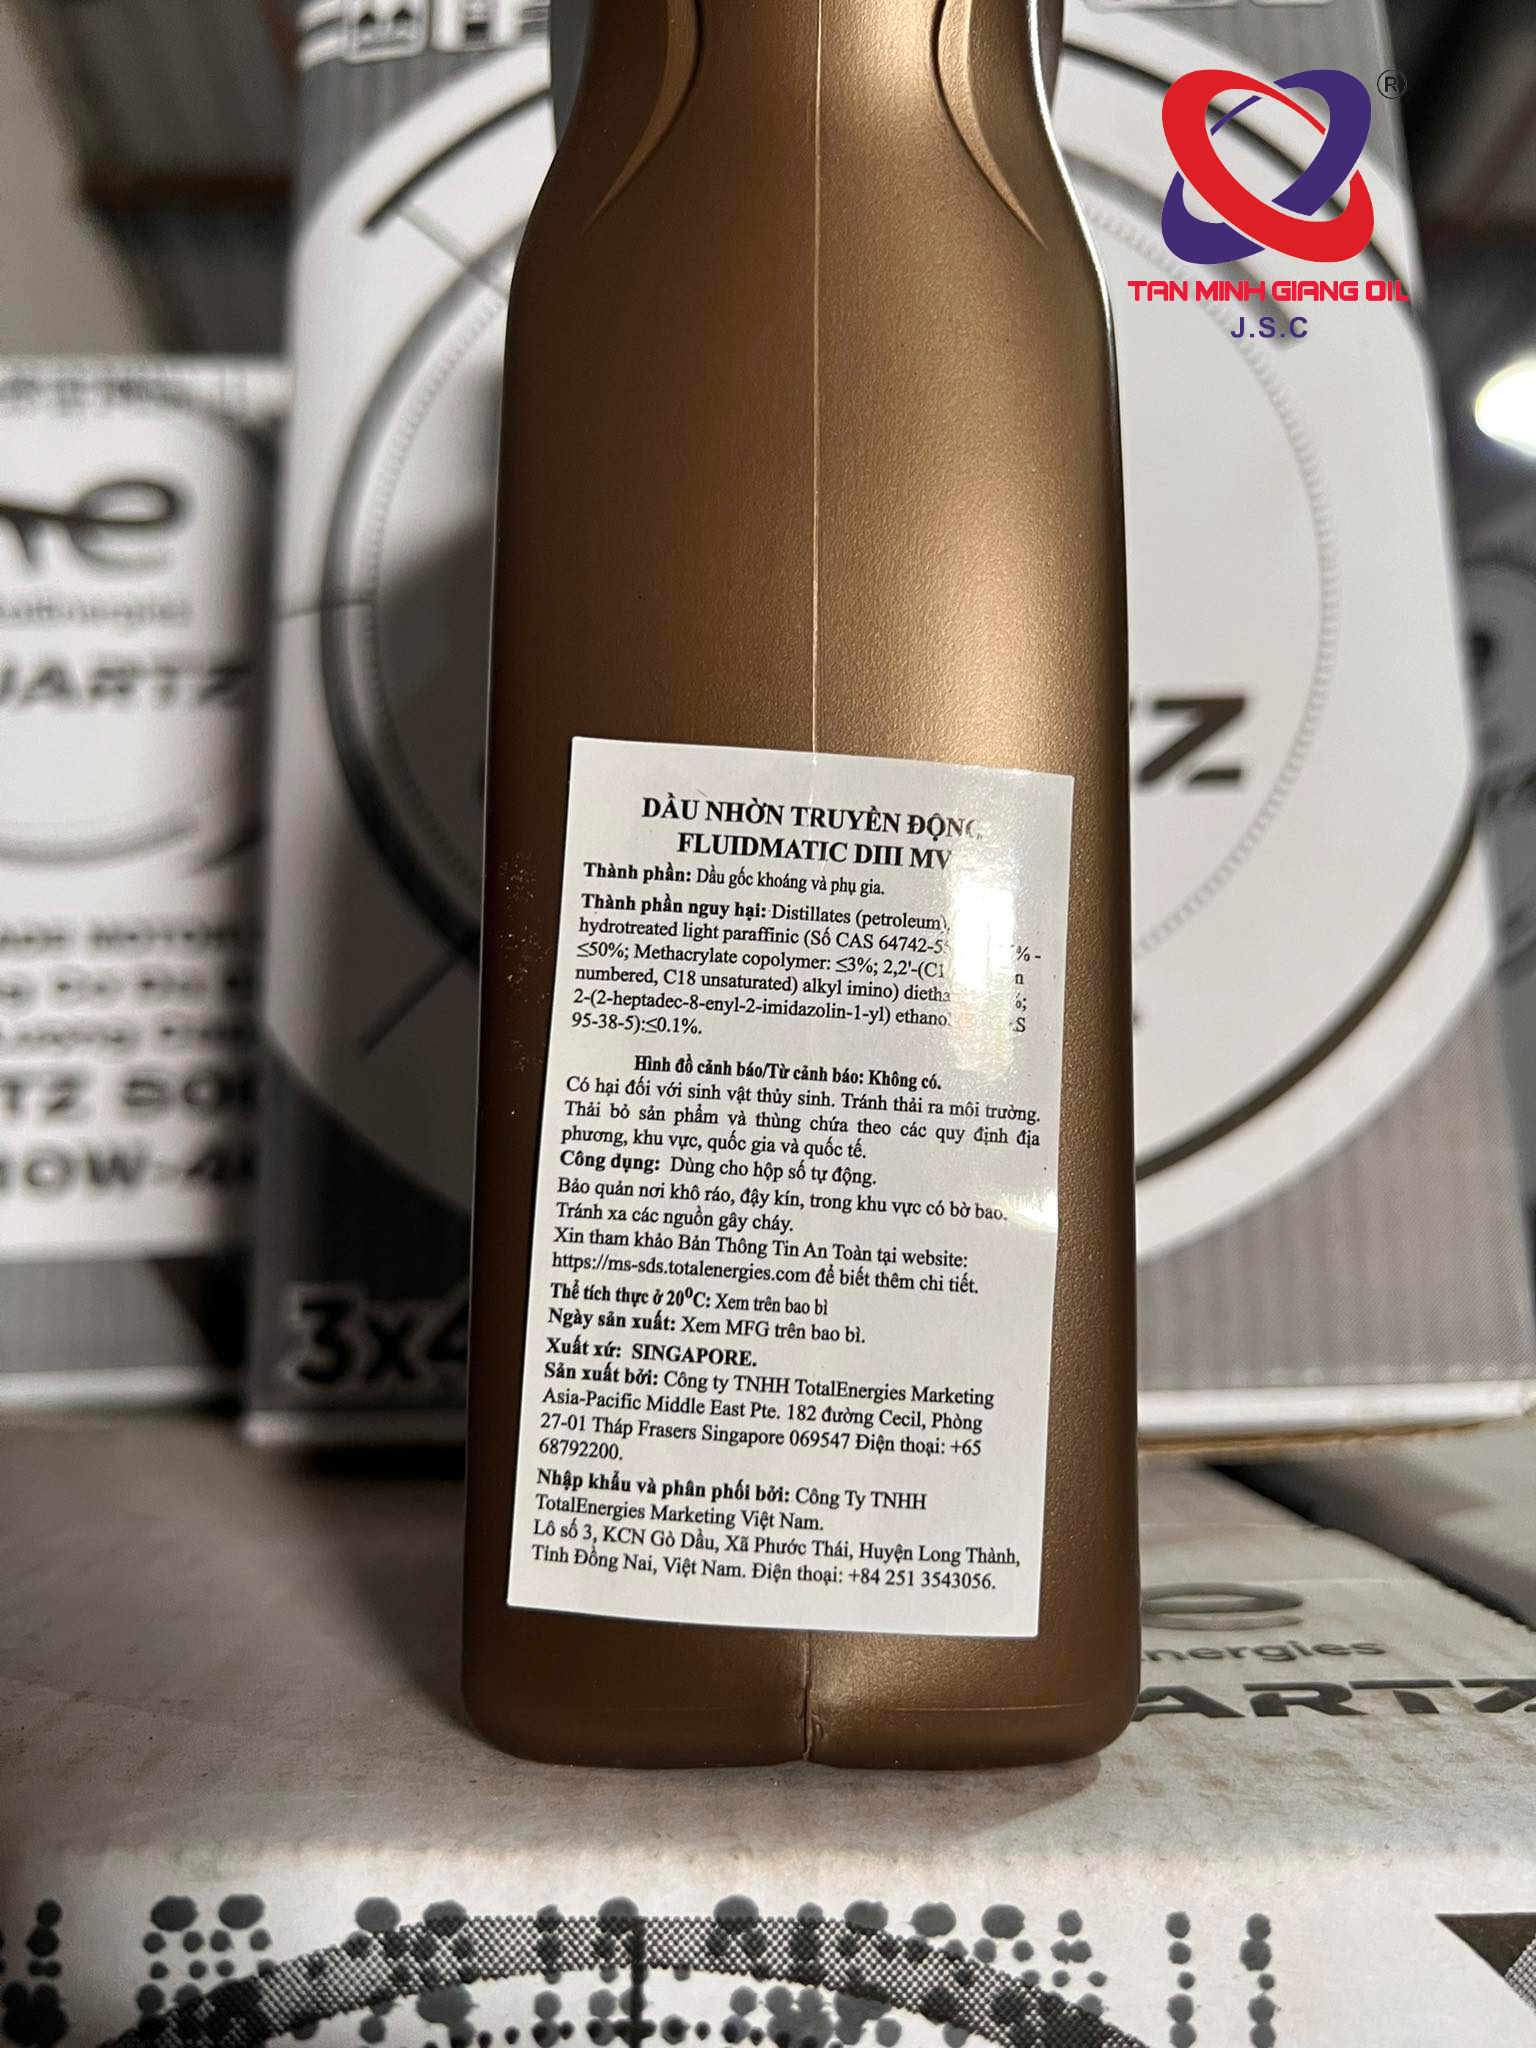 ®
TAN MINH GIANG OIL
J.S.C
DẦU NHỜN TRUYỀN ĐỘNG
FLUIDMATIC DIII MV
Thành phần: Dầu gốc khoáng và phụ gia.
Thành phần nguy hại: Distillates (petroleum),
hydrotreated light paraffinic (Số CAS % -
≤50%; Methacrylate copolymer: ≤3%;
numbered, C18 unsaturated) alkyl imino)
2-(2-heptadec-8-enyl-2-imidazolin-1-yl)
95-38-5):≤0.1%.
Hình đồ cảnh báo/Từ cảnh báo: Không có.
Có hại đối với sinh vật thủy sinh. Tránh thải ra môi trường.
Thải bỏ sản phẩm và thùng chứa theo các quy định địa
phương, khu vực, quốc gia và quốc tế.
Công dụng: Dùng cho hộp số tự động.
Bảo quản nơi khô ráo, đậy kín, trong khu vực có bờ bao.
Tránh xa các nguồn gây cháy.
Xin tham khảo Bản Thông Tin An Toàn tại website:
https://ms-sds.totalenergies.com để biết thêm chi tiết.
Thể tích thực ở 20⁰C: Xem trên bao bì
Ngày sản xuất: Xem MFG trên bao bì.
Xuất xứ: SINGAPORE.
Sản xuất bởi: Công ty TNHH TotalEnergies Marketing
Asia-Pacific Middle East Pte. 182 đường Cecil, Phòng
27-01 Tháp Frasers Singapore 069547 Điện thoại: +65
68792200.
Nhập khẩu và phân phối bởi: Công Ty TNHH
TotalEnergies Marketing Việt Nam.
Lô số 3, KCN Gò Dầu, Xã Phước Thái, Huyện Long Thành,
Tỉnh Đồng Nai, Việt Nam. Điện thoại: +84 251 3543056.